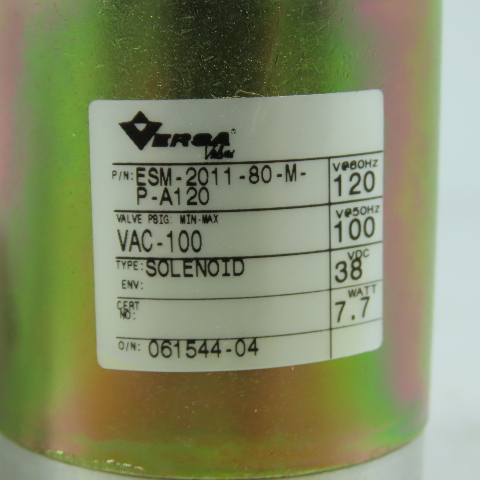 VERSA®
Valves
P/N: ESM-2011-80-M-
P-A120
V@60HZ
120
VALVE PSIG: MIN-MAX
VAC-100
V@50HZ
100
TYPE: SOLENOID
ENV:
VDC
38
CERT
NO:
WATT
7.7
O/N: 061544-04